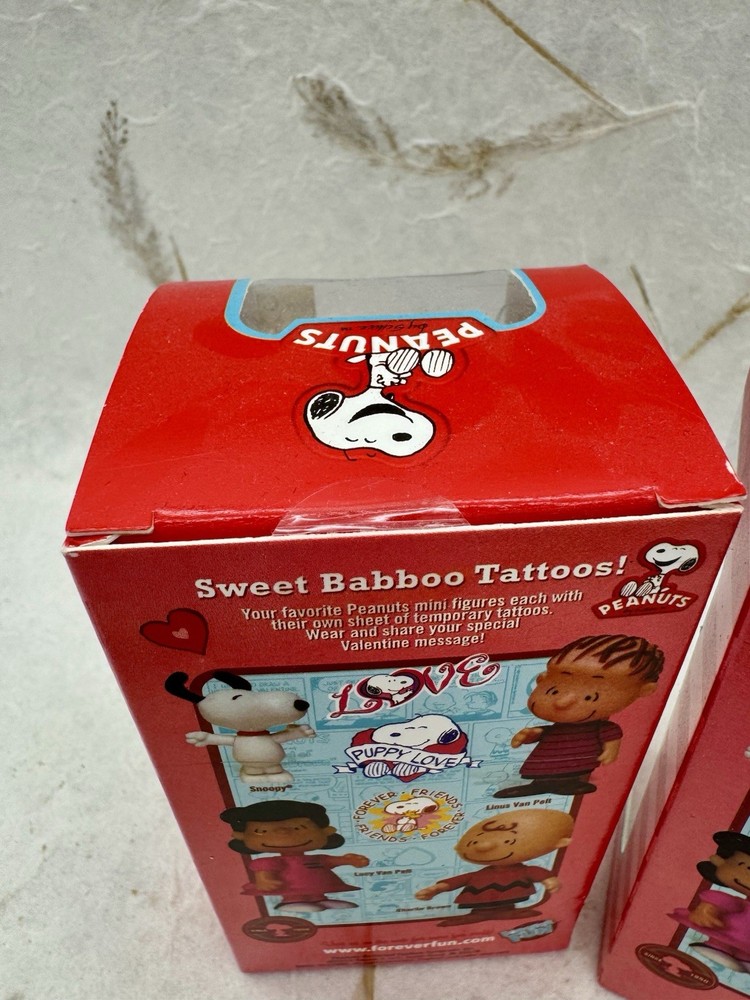 PEANUTS
Sweet Babboo Tattoos!
PEANUTS
Your favorite Peanuts mini figures each with
their own sheet of temporary tattoos.
Wear and share your special
Valentine message!
LOVE
PUPPY LOVE
FOREVER · FRIENDS ·
FRIENDS · FOREVER
Snoopy®
Linus Van Pelt
Lucy Van Pelt
Charlie Brown
www.foreverfun.com